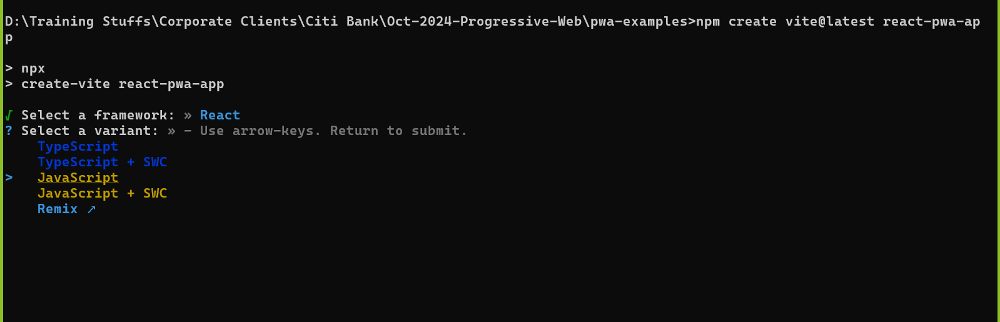 D:\Training Stuffs\Corporate Clients\Citi Bank\Oct-2024-Progressive-Web\pwa-examples>npm create vite@latest react-pwa-ap
p
> npx
> create-vite react-pwa-app
√ Select a framework: » React
? Select a variant: » - Use arrow-keys. Return to submit.
TypeScript
TypeScript + SWC
> JavaScript
JavaScript + SWC
Remix ↗